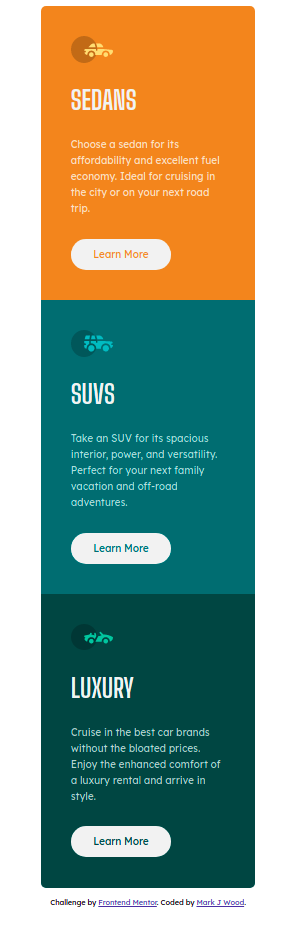 SEDANS
Choose a sedan for its
affordability and excellent fuel
economy. Ideal for cruising in
the city or on your next road
trip.
Learn More
SUVS
Take an SUV for its spacious
interior, power, and versatility.
Perfect for your next family
vacation and off-road
adventures.
Learn More
LUXURY
Cruise in the best car brands
without the bloated prices.
Enjoy the enhanced comfort of
a luxury rental and arrive in
style.
Learn More
Challenge by Frontend Mentor. Coded by Mark J Wood.